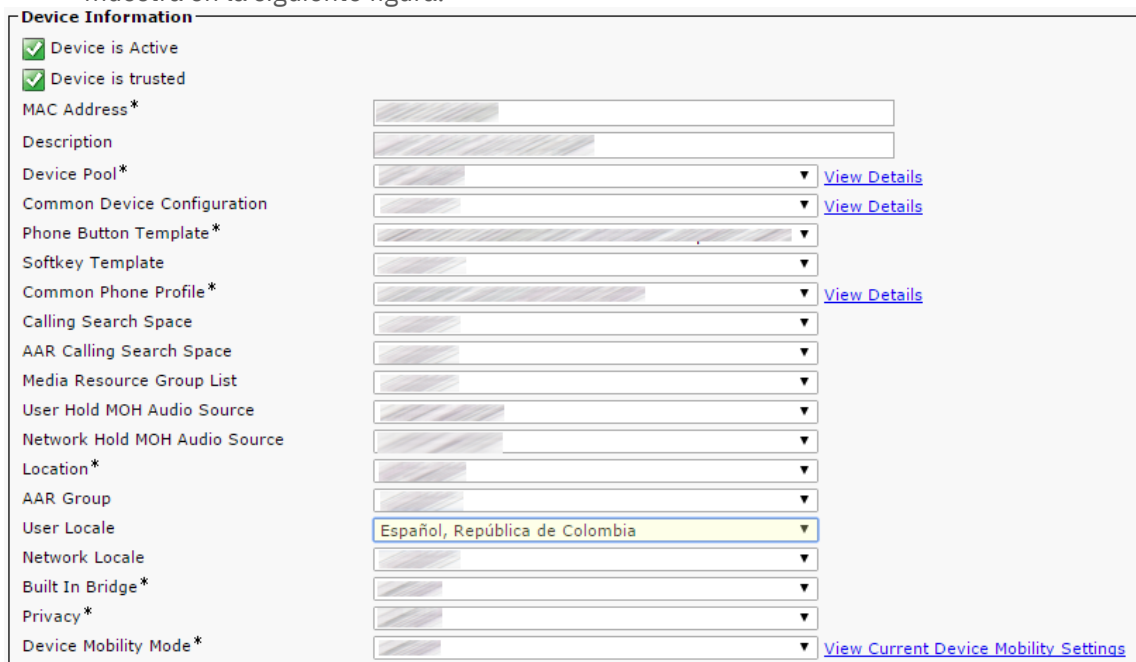 Device Information
Device is Active
Device is trusted
MAC Address*
Description
Device Pool* View Details
Common Device Configuration View Details
Phone Button Template*
Softkey Template
Common Phone Profile* View Details
Calling Search Space
AAR Calling Search Space
Media Resource Group List
User Hold MOH Audio Source
Network Hold MOH Audio Source
Location*
AAR Group
User Locale Español, República de Colombia
Network Locale
Built In Bridge*
Privacy*
Device Mobility Mode* View Current Device Mobility Settings